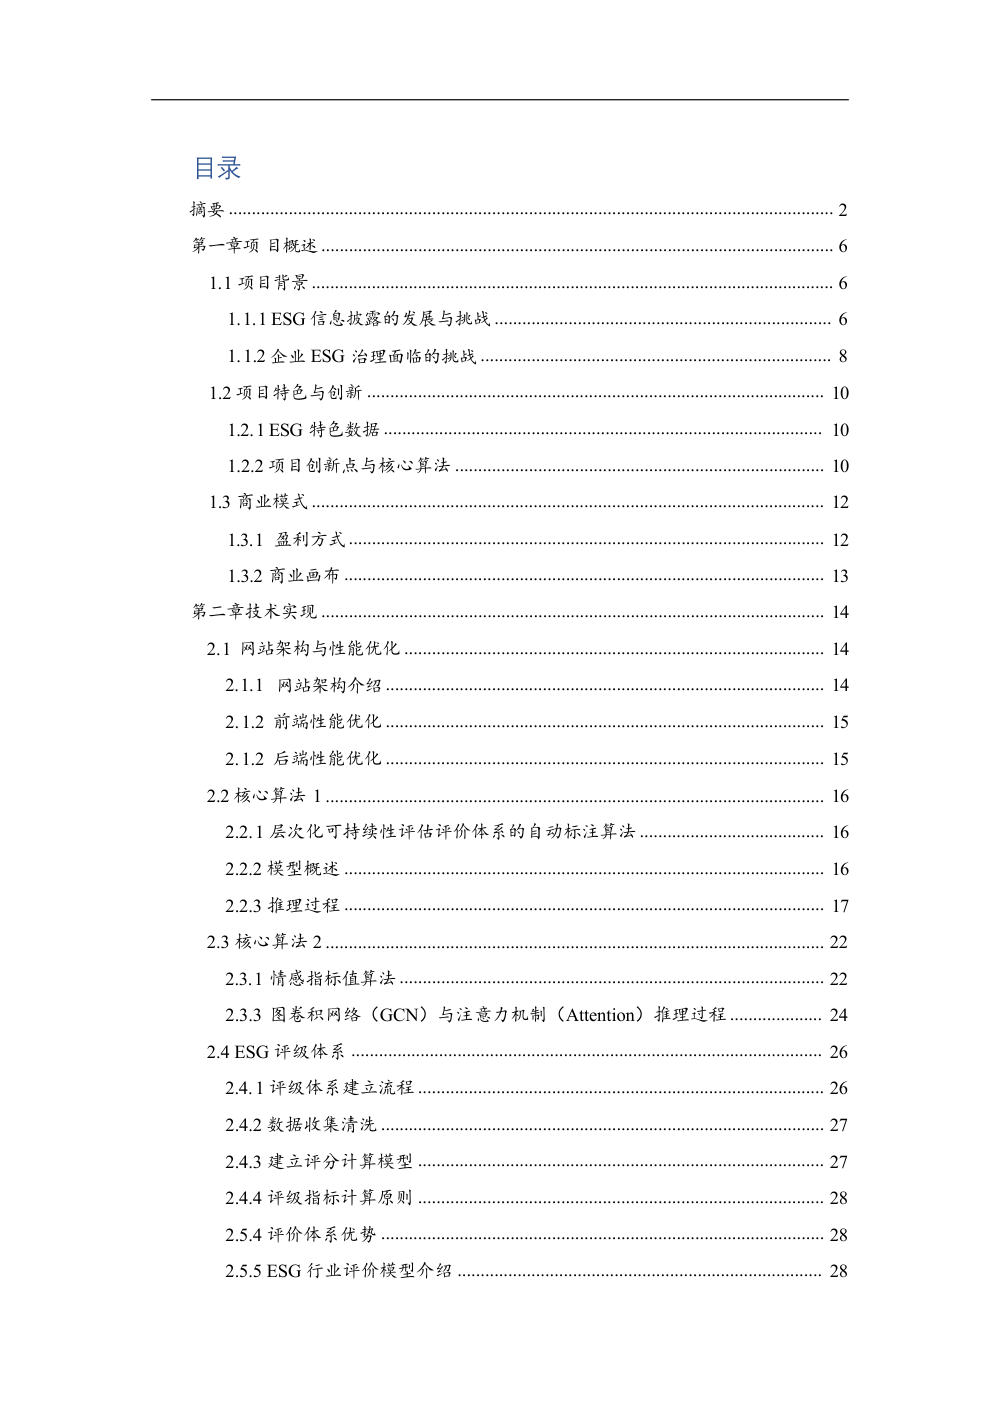 目录
摘要 ........ 2
第一章项 目概述 ........ 6
1.1 项目背景 ........ 6
1.1.1 ESG 信息披露的发展与挑战 ........ 6
1.1.2 企业 ESG 治理面临的挑战 ........ 8
1.2 项目特色与创新 ........ 10
1.2.1 ESG 特色数据 ........ 10
1.2.2 项目创新点与核心算法 ........ 10
1.3 商业模式 ........ 12
1.3.1 盈利方式 ........ 12
1.3.2 商业画布 ........ 13
第二章技术实现 ........ 14
2.1 网站架构与性能优化 ........ 14
2.1.1 网站架构介绍 ........ 14
2.1.2 前端性能优化 ........ 15
2.1.2 后端性能优化 ........ 15
2.2 核心算法 1 ........ 16
2.2.1 层次化可持续性评估评价体系的自动标注算法 ........ 16
2.2.2 模型概述 ........ 16
2.2.3 推理过程 ........ 17
2.3 核心算法 2 ........ 22
2.3.1 情感指标值算法 ........ 22
2.3.3 图卷积网络（GCN）与注意力机制（Attention）推理过程 ........ 24
2.4 ESG 评级体系 ........ 26
2.4.1 评级体系建立流程 ........ 26
2.4.2 数据收集清洗 ........ 27
2.4.3 建立评分计算模型 ........ 27
2.4.4 评级指标计算原则 ........ 28
2.5.4 评价体系优势 ........ 28
2.5.5 ESG 行业评价模型介绍 ........ 28